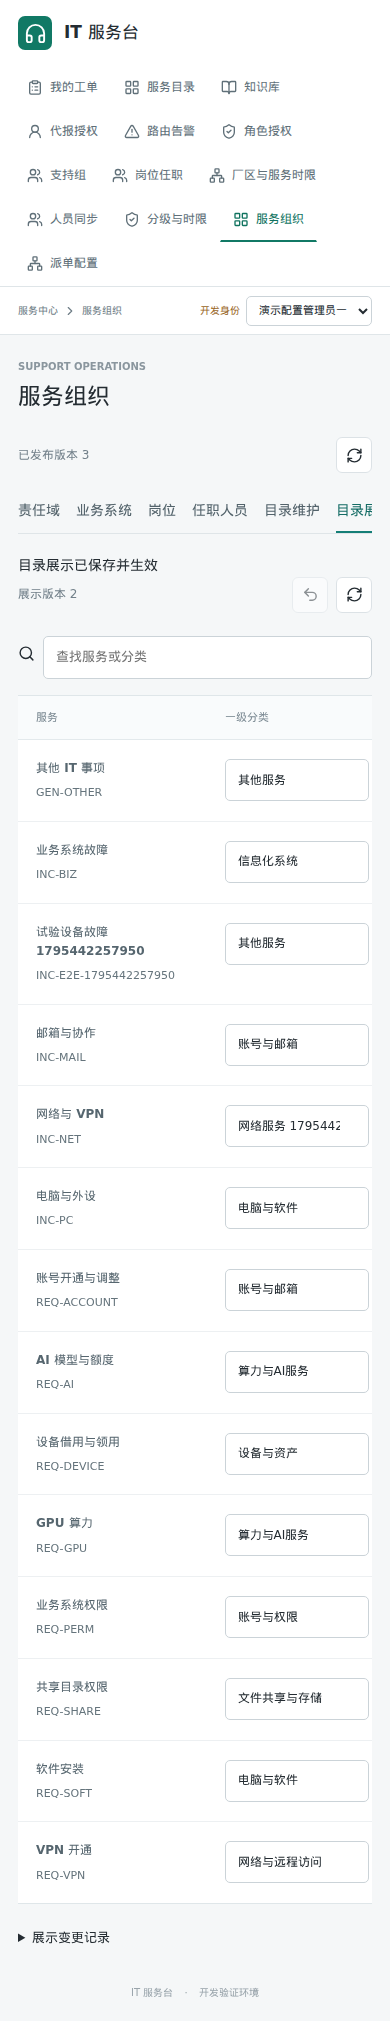 IT 服务台
我的工单 服务目录 知识库
代报授权 路由告警 角色授权
支持组 岗位任职 厂区与服务时限
人员同步 分级与时限 服务组织
派单配置
服务中心 服务组织 开发身份 演示配置管理员一
SUPPORT OPERATIONS
服务组织
已发布版本 3
责任域 业务系统 岗位 任职人员 目录维护 目录展
目录展示已保存并生效
展示版本 2
查找服务或分类
服务 一级分类
其他 IT 事项
GEN-OTHER
其他服务
业务系统故障
INC-BIZ
信息化系统
试验设备故障
1795442257950
INC-E2E-1795442257950
其他服务
邮箱与协作
INC-MAIL
账号与邮箱
网络与 VPN
INC-NET
网络服务 1795442
电脑与外设
INC-PC
电脑与软件
账号开通与调整
REQ-ACCOUNT
账号与邮箱
AI 模型与额度
REQ-AI
算力与AI服务
设备借用与领用
REQ-DEVICE
设备与资产
GPU 算力
REQ-GPU
算力与AI服务
业务系统权限
REQ-PERM
账号与权限
共享目录权限
REQ-SHARE
文件共享与存储
软件安装
REQ-SOFT
电脑与软件
VPN 开通
REQ-VPN
网络与远程访问
展示变更记录
IT 服务台 · 开发验证环境